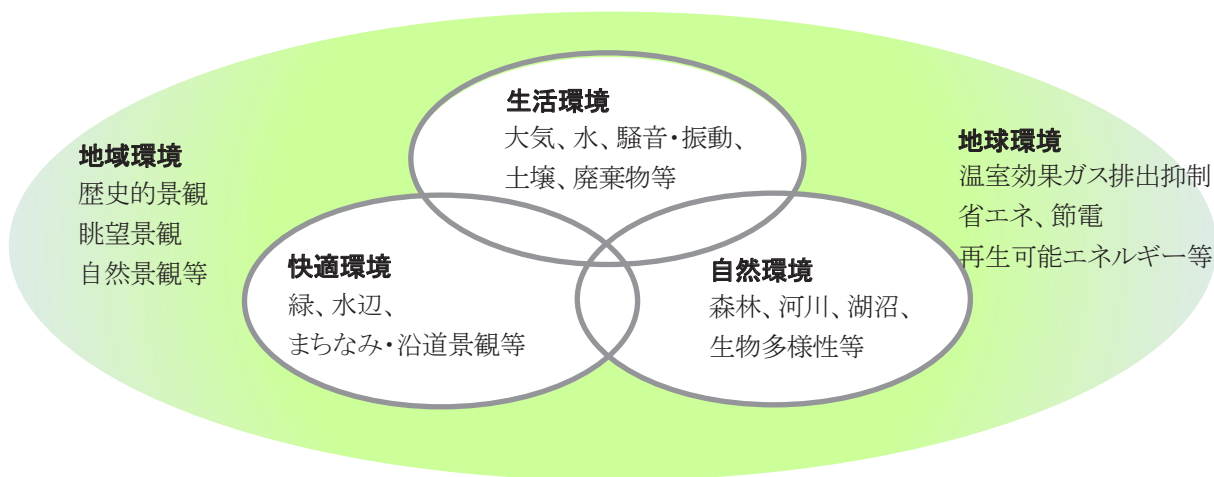 生活環境
大気、水、騒音・振動、
土壌、廃棄物等
地域環境
歴史的景観
眺望景観
自然景観等
地球環境
温室効果ガス排出抑制
省エネ、節電
再生可能エネルギー等
快適環境
緑、水辺、
まちなみ・沿道景観等
自然環境
森林、河川、湖沼、
生物多様性等